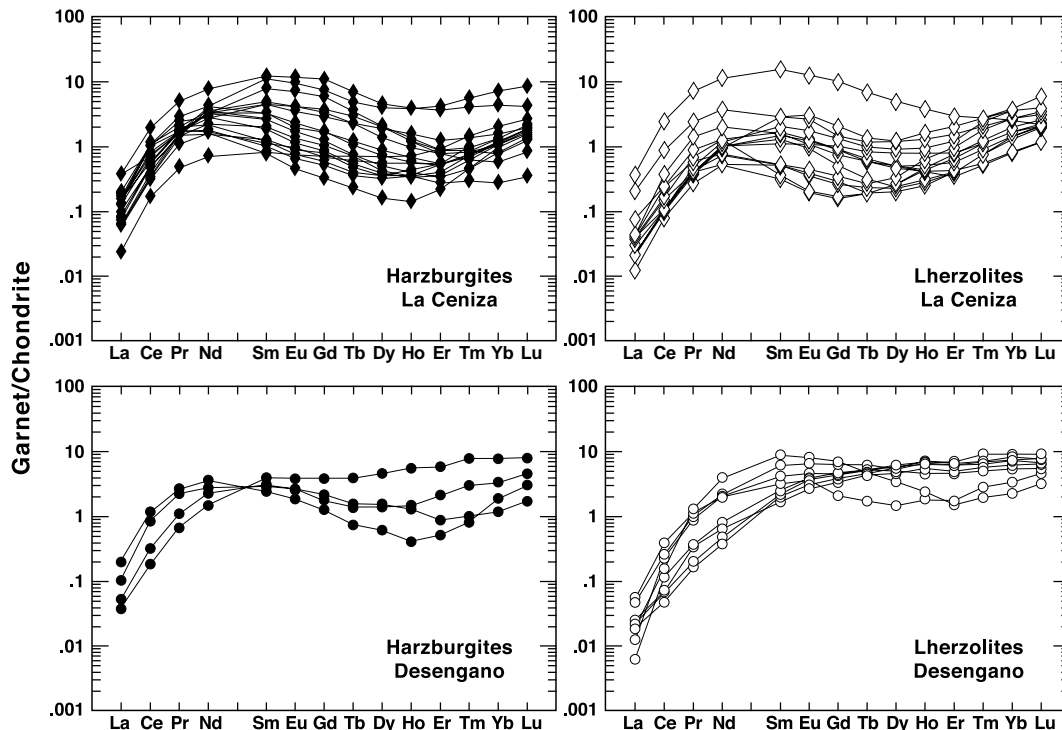 Garnet/Chondrite
100
10
1
.1
.01
.001
Harzburgites
La Ceniza
La Ce Pr Nd Sm Eu Gd Tb Dy Ho Er Tm Yb Lu
100
10
1
.1
.01
.001
Lherzolites
La Ceniza
La Ce Pr Nd Sm Eu Gd Tb Dy Ho Er Tm Yb Lu
100
10
1
.1
.01
.001
Harzburgites
Desengano
La Ce Pr Nd Sm Eu Gd Tb Dy Ho Er Tm Yb Lu
100
10
1
.1
.01
.001
Lherzolites
Desengano
La Ce Pr Nd Sm Eu Gd Tb Dy Ho Er Tm Yb Lu